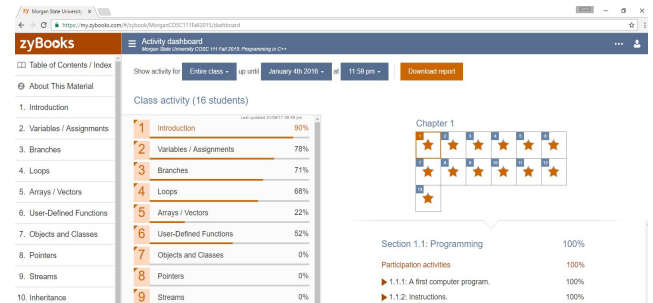 Morgan State University
https://my.zybooks.com/#/zybook/MorganCOSC111Fall2015/dashboard
zyBooks
Activity dashboard
Morgan State University COSC 111 Fall 2015: Programming in C++
Table of Contents / Index
About This Material
1. Introduction
2. Variables / Assignments
3. Branches
4. Loops
5. Arrays / Vectors
6. User-Defined Functions
7. Objects and Classes
8. Pointers
9. Streams
10. Inheritance
Show activity for Entire class up until January 4th 2016 at 11:59 pm Download report
Class activity (16 students)
1 Introduction 90%
2 Variables / Assignments 78%
3 Branches 71%
4 Loops 68%
5 Arrays / Vectors 22%
6 User-Defined Functions 52%
7 Objects and Classes 0%
8 Pointers 0%
9 Streams 0%
Chapter 1
1 2 3 4 5 6
7 8 9 10 11 12
13
Section 1.1: Programming 100%
Participation activities 100%
1.1.1: A first computer program. 100%
1.1.2: Instructions. 100%